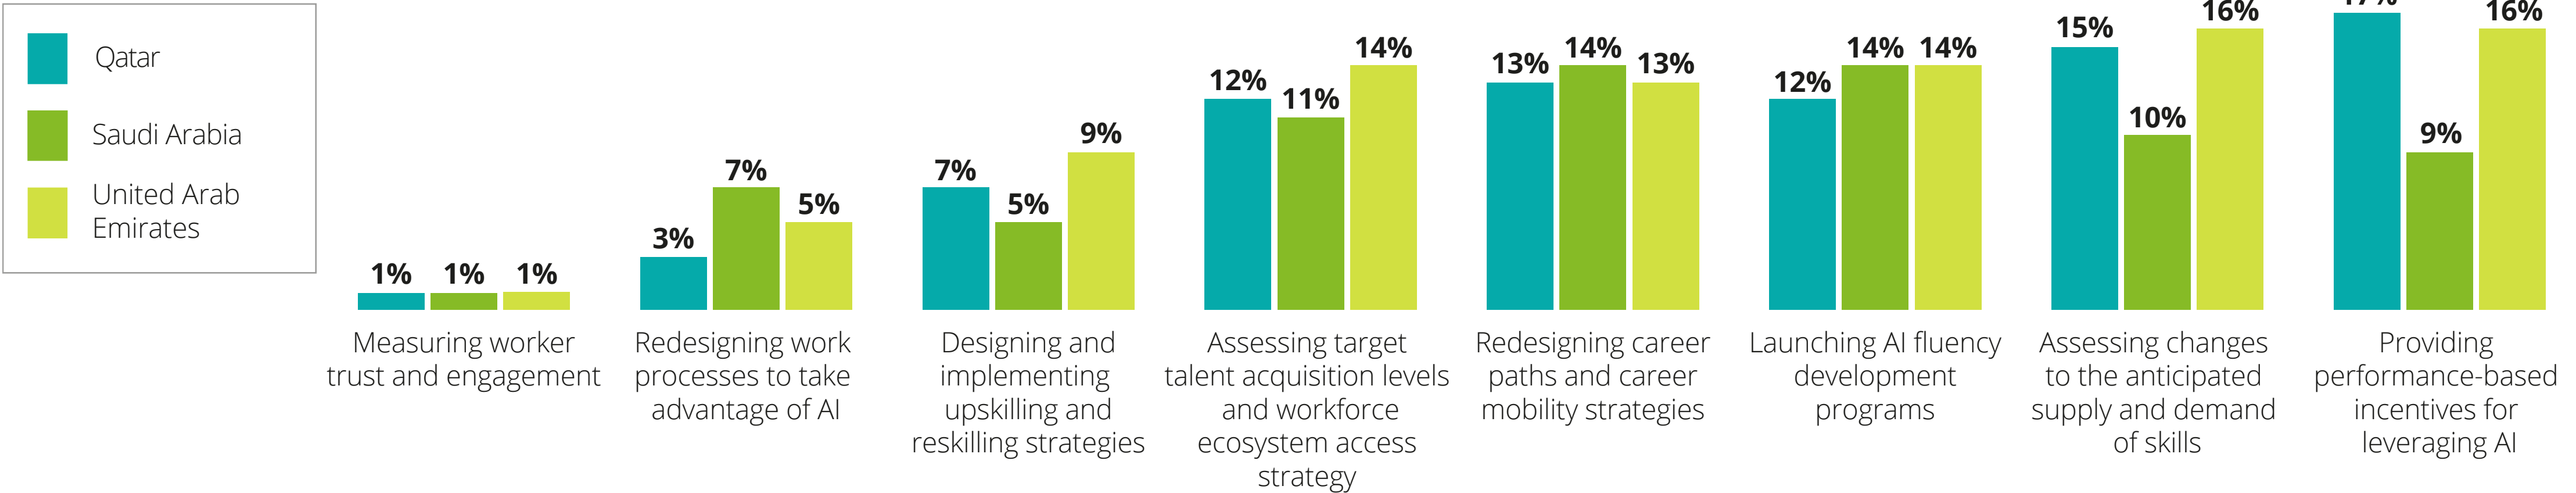 Qatar
Saudi Arabia
United Arab
Emirates
1% 1% 1%
3% 7% 5%
7% 5% 9%
12% 11% 14%
13% 14% 13%
12% 14% 14%
15% 10% 16%
17% 9% 16%
Measuring worker
trust and engagement
Redesigning work
processes to take
advantage of AI
Designing and
implementing
upskilling and
reskilling strategies
Assessing target
talent acquisition levels
and workforce
ecosystem access
strategy
Redesigning career
paths and career
mobility strategies
Launching AI fluency
development
programs
Assessing changes
to the anticipated
supply and demand
of skills
Providing
performance-based
incentives for
leveraging AI